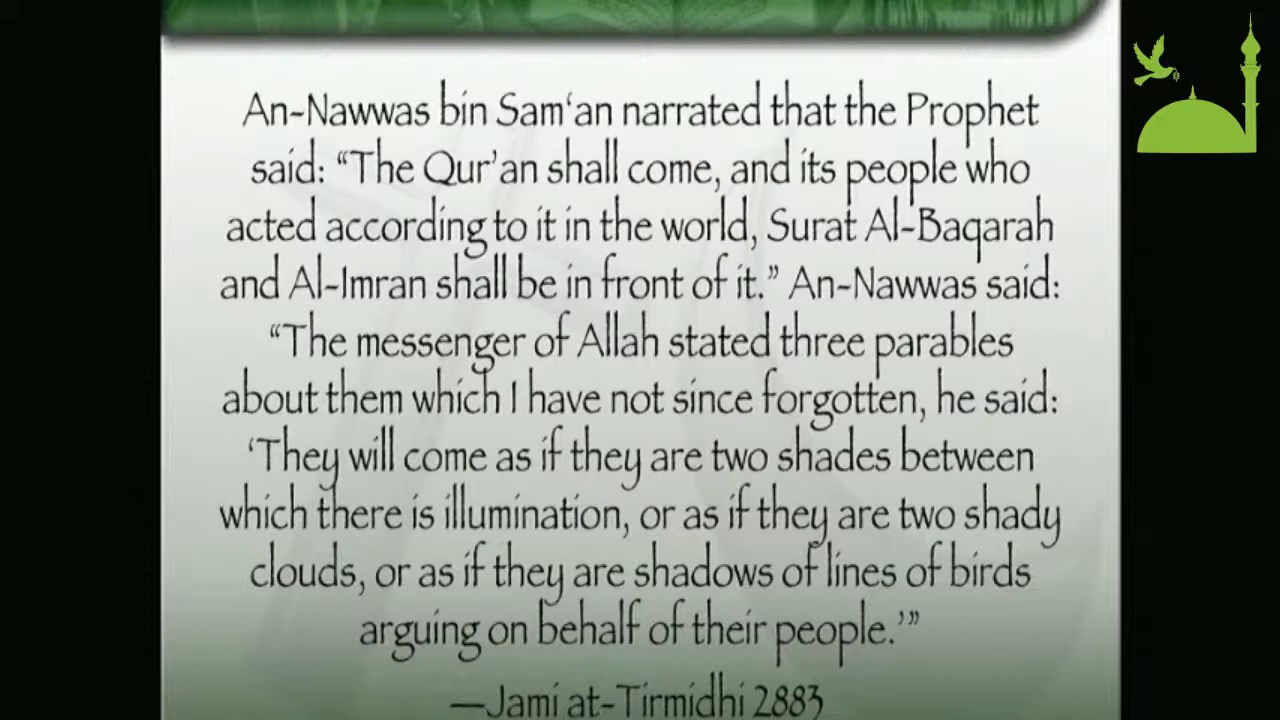 An-Nawwas bin Sam‘an narrated that the Prophet
said: “The Qur’an shall come, and its people who
acted according to it in the world, Surat Al-Baqarah
and Al-Imran shall be in front of it.” An-Nawwas said:
“The messenger of Allah stated three parables
about them which I have not since forgotten, he said:
‘They will come as if they are two shades between
which there is illumination, or as if they are two shady
clouds, or as if they are shadows of lines of birds
arguing on behalf of their people.’”
—Jami at-Tirmidhi 2883